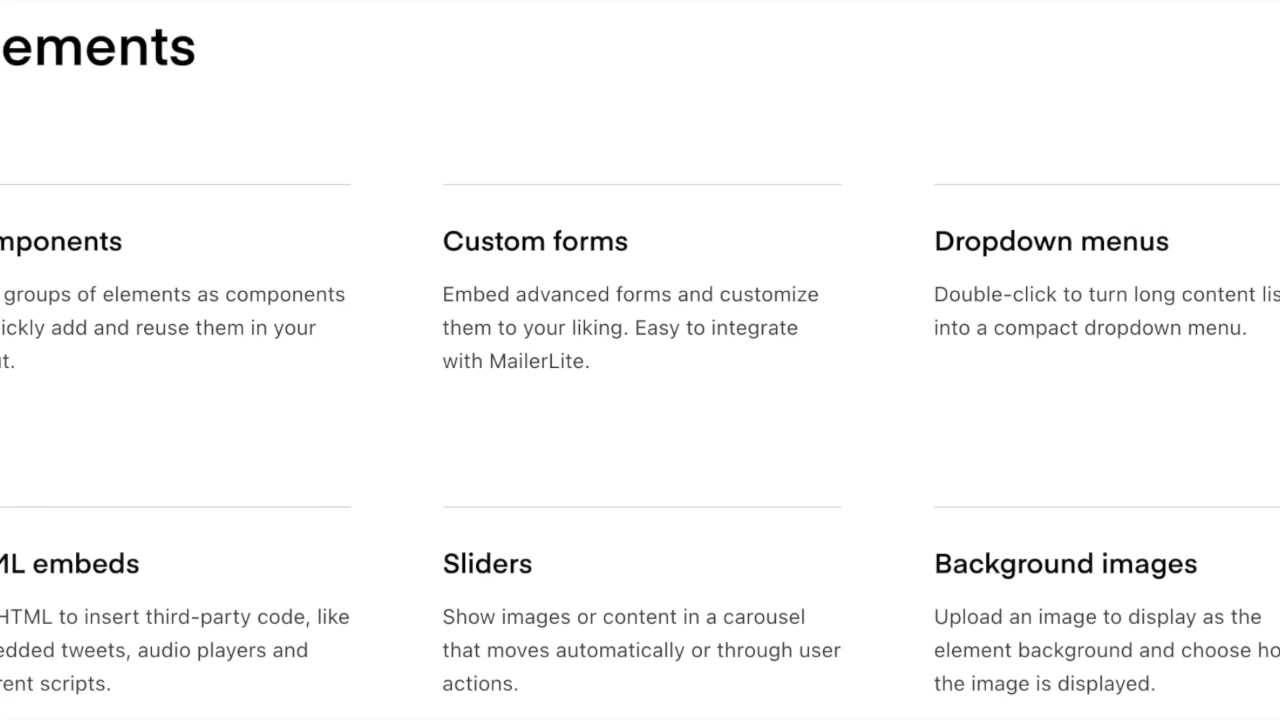 ements
mponents
groups of elements as components
ickly add and reuse them in your
t.
Custom forms
Embed advanced forms and customize
them to your liking. Easy to integrate
with MailerLite.
Dropdown menus
Double-click to turn long content lis
into a compact dropdown menu.
ML embeds
HTML to insert third-party code, like
edded tweets, audio players and
rent scripts.
Sliders
Show images or content in a carousel
that moves automatically or through user
actions.
Background images
Upload an image to display as the
element background and choose ho
the image is displayed.